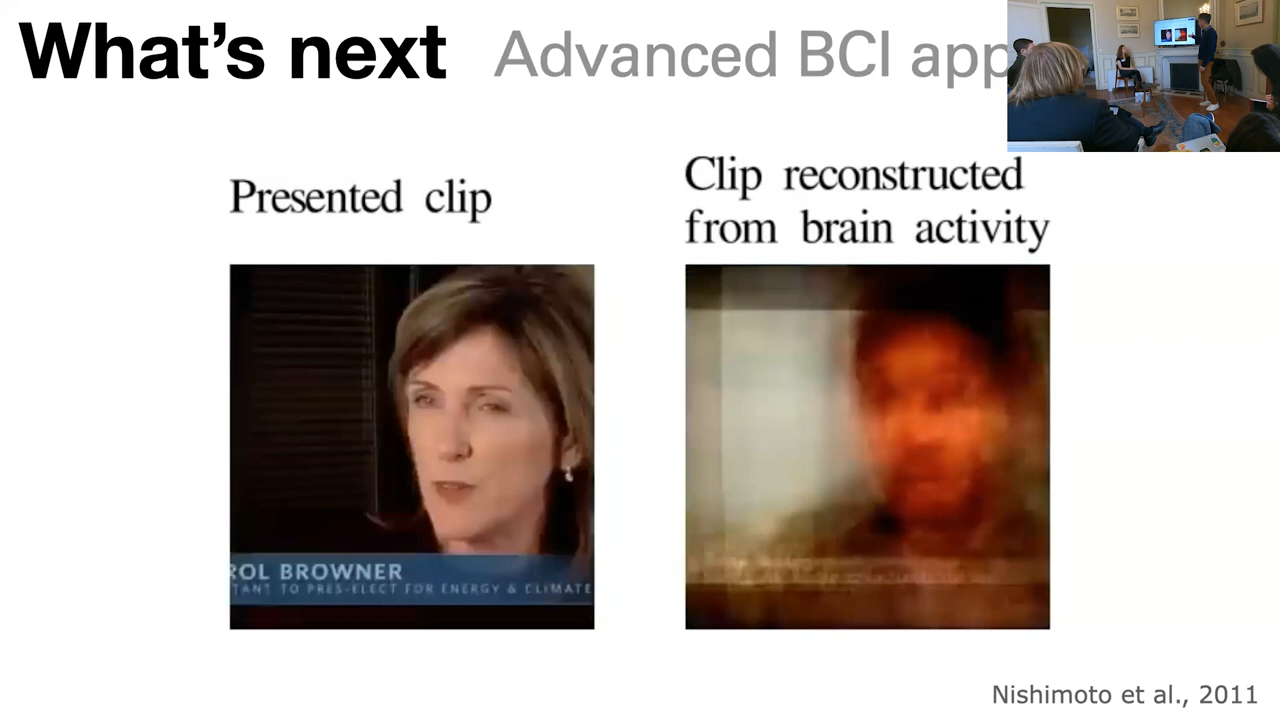 What's next Advanced BCI app
Presented clip
Clip reconstructed
from brain activity
ROL BROWNER
TANT TO PRES-ELECT FOR ENERGY & CLIMATE
Nishimoto et al., 2011